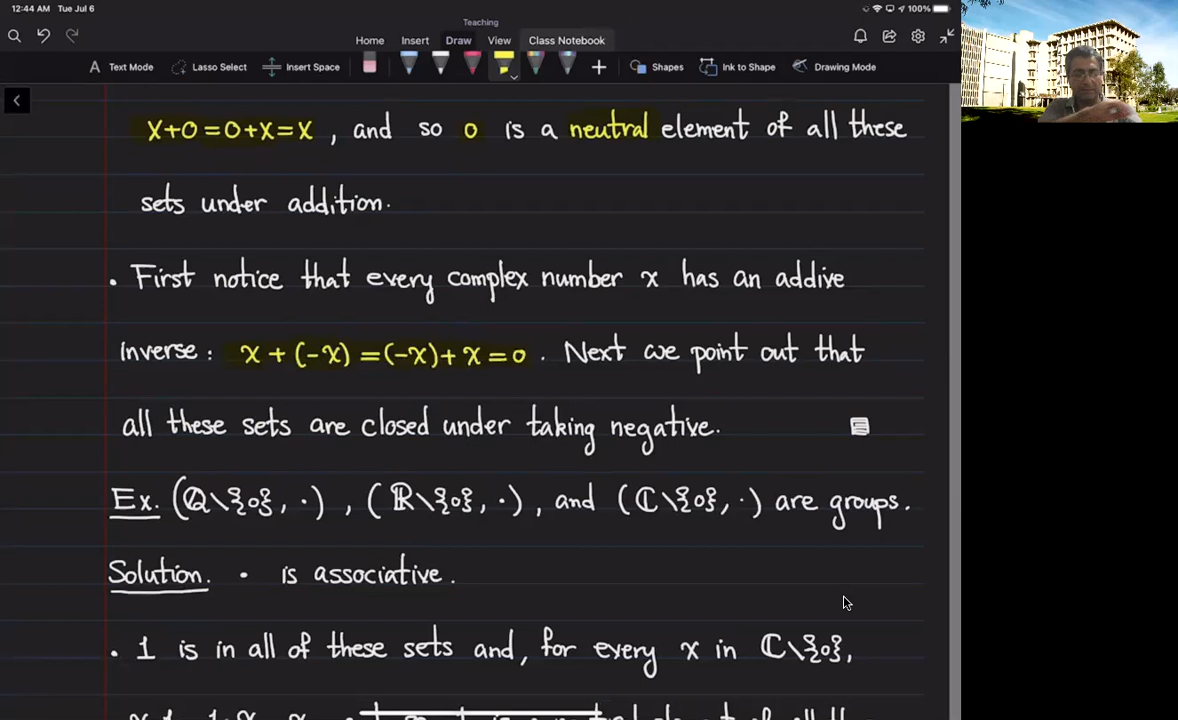 12:44 AM Tue Jul 6
100%
Teaching
Home Insert Draw View Class Notebook
A Text Mode Lasso Select Insert Space Shapes Ink to Shape Drawing Mode
x+0=0+x=x , and so 0 is a neutral element of all these
sets under addition.
• First notice that every complex number x has an addive
inverse : x + (-x) = (-x) + x = 0 . Next we point out that
all these sets are closed under taking negative.
Ex. (ℚ\{0}, ·) , (ℝ\{0}, ·) , and (ℂ\{0}, ·) are groups.
Solution. · is associative .
• 1 is in all of these sets and, for every x in ℂ\{0},